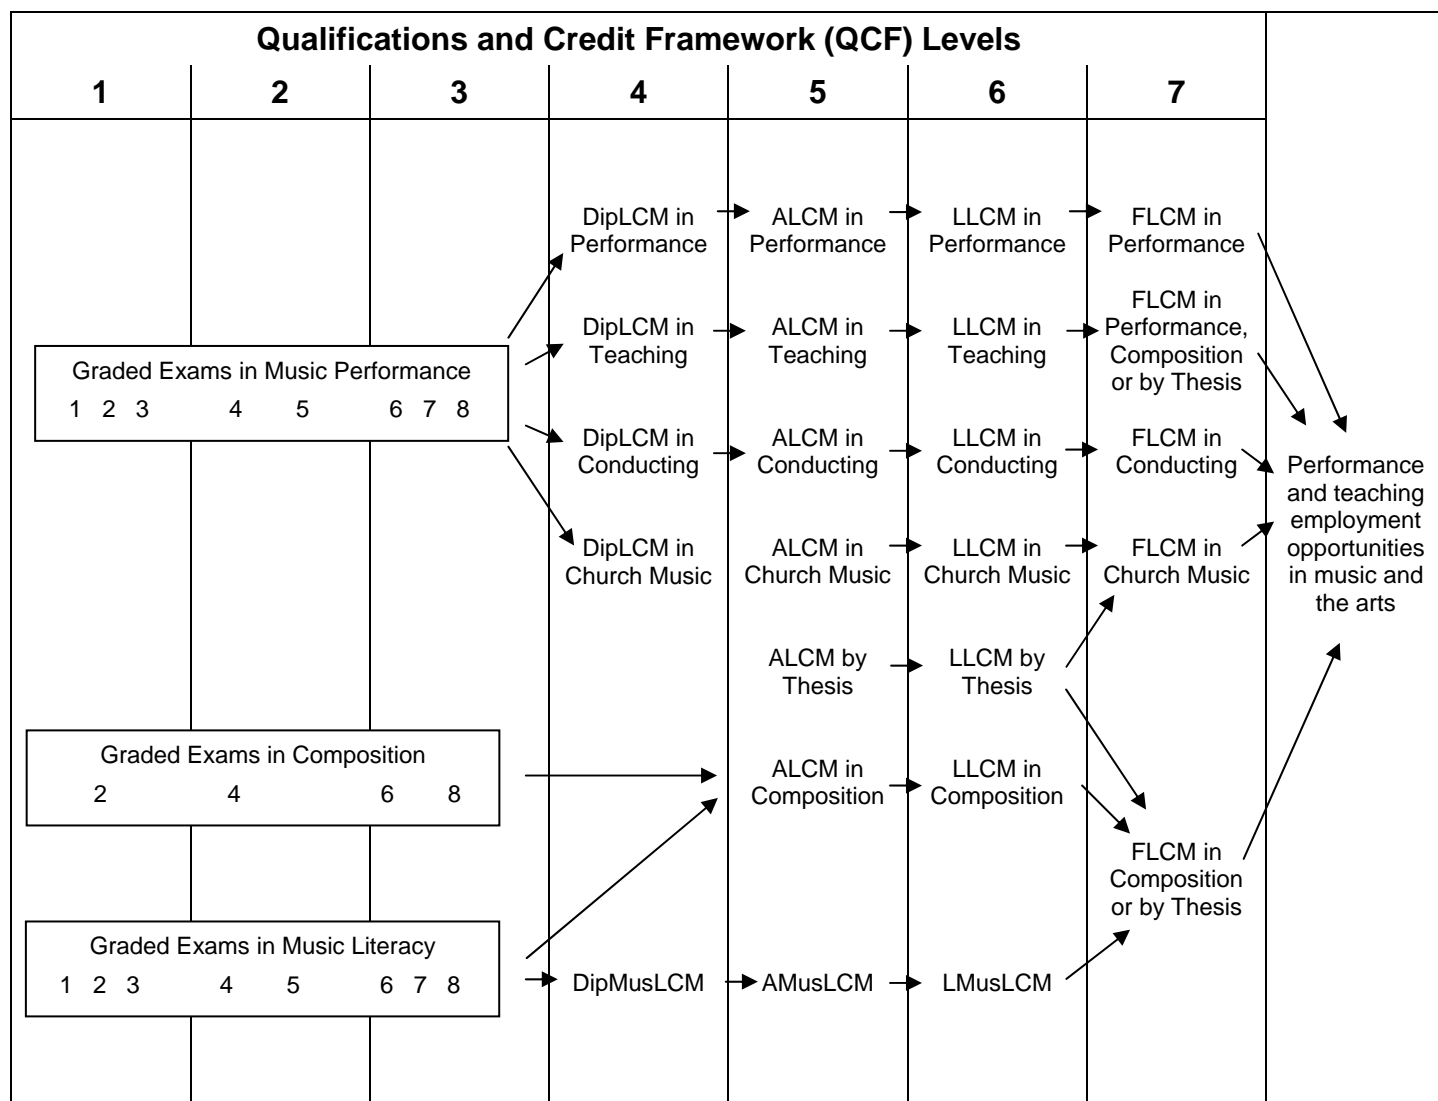 Qualifications and Credit Framework (QCF) Levels
1 2 3 4 5 6 7
DipLCM in
Performance
ALCM in
Performance
LLCM in
Performance
FLCM in
Performance
DipLCM in
Teaching
ALCM in
Teaching
LLCM in
Teaching
FLCM in
Performance,
Composition
or by Thesis
Graded Exams in Music Performance
1 2 3 4 5 6 7 8
DipLCM in
Conducting
ALCM in
Conducting
LLCM in
Conducting
FLCM in
Conducting
Performance
and teaching
employment
opportunities
in music and
the arts
DipLCM in
Church Music
ALCM in
Church Music
LLCM in
Church Music
FLCM in
Church Music
ALCM by
Thesis
LLCM by
Thesis
Graded Exams in Composition
2 4 6 8
ALCM in
Composition
LLCM in
Composition
FLCM in
Composition
or by Thesis
Graded Exams in Music Literacy
1 2 3 4 5 6 7 8
DipMusLCM
AMusLCM
LMusLCM